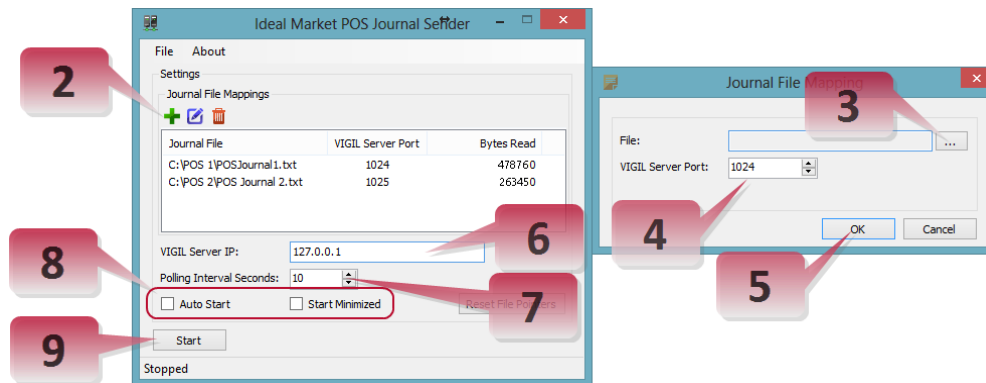 Ideal Market POS Journal Sender
File About
Settings
Journal File Mappings
Journal File VIGIL Server Port Bytes Read
C:\POS 1\POSJournal1.txt 1024 478760
C:\POS 2\POS Journal 2.txt 1025 263450
VIGIL Server IP: 127.0.0.1
Polling Interval Seconds: 10
Auto Start Start Minimized Reset File Pointers
Start
Stopped
2
6
8
7
9
Journal File Mapping
File: ...
VIGIL Server Port: 1024
OK Cancel
3
4
5